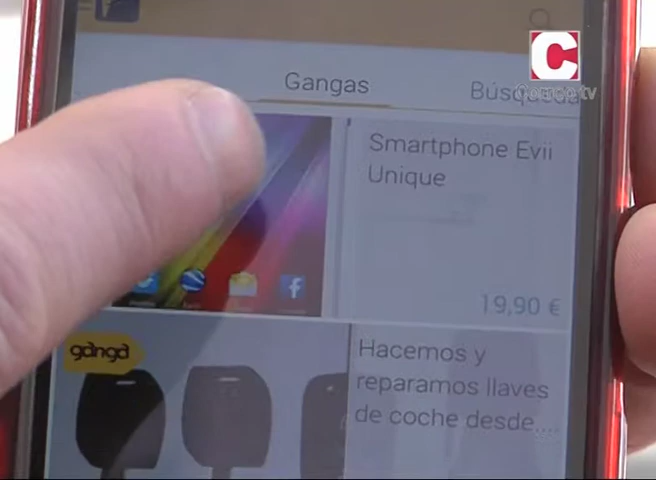 Gangas
Búsqueda
C
Smartphone Evii
Unique
19,90 €
ganga
Hacemos y
reparamos llaves
de coche desde...